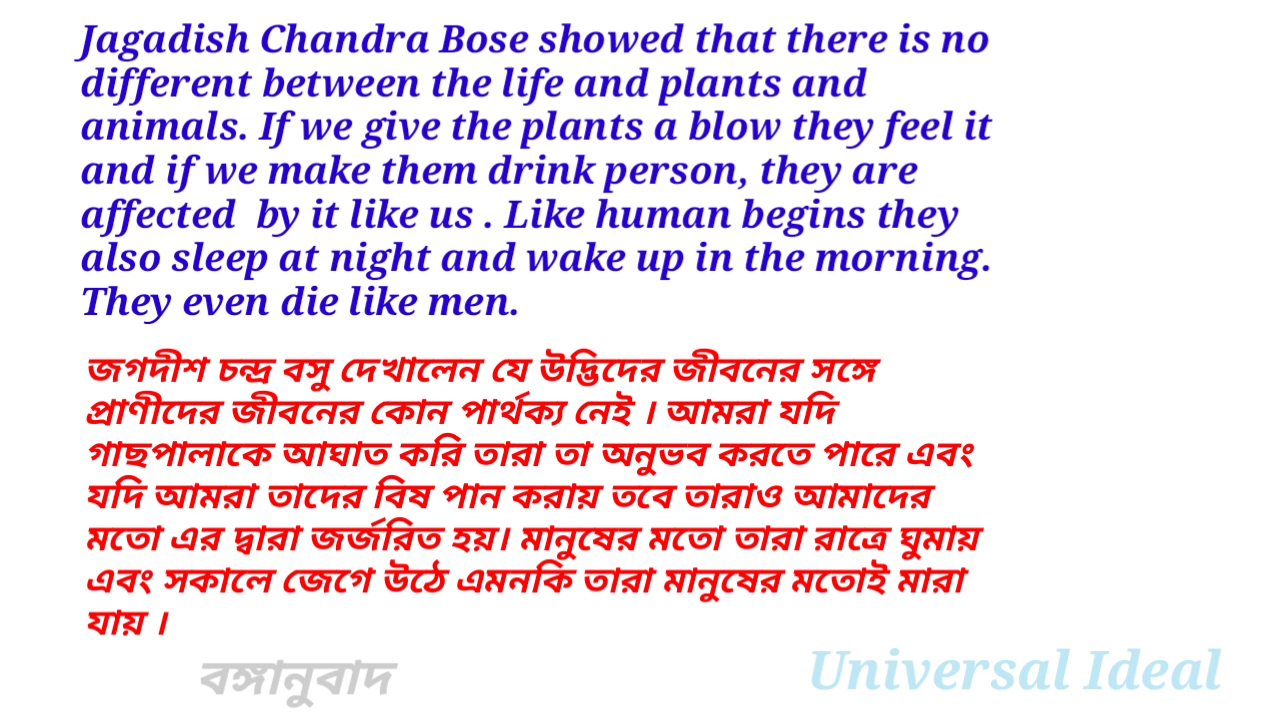 Jagadish Chandra Bose showed that there is no
different between the life and plants and
animals. If we give the plants a blow they feel it
and if we make them drink person, they are
affected  by it like us . Like human begins they
also sleep at night and wake up in the morning.
They even die like men.
জগদীশ চন্দ্র বসু দেখালেন যে উদ্ভিদের জীবনের সঙ্গে
প্রাণীদের জীবনের কোন পার্থক্য নেই । আমরা যদি
গাছপালাকে আঘাত করি তারা তা অনুভব করতে পারে এবং
যদি আমরা তাদের বিষ পান করায় তবে তারাও আমাদের
মতো এর দ্বারা জর্জরিত হয়। মানুষের মতো তারা রাত্রে ঘুমায়
এবং সকালে জেগে উঠে এমনকি তারা মানুষের মতোই মারা
যায় ।
বঙ্গানুবাদ
Universal Ideal